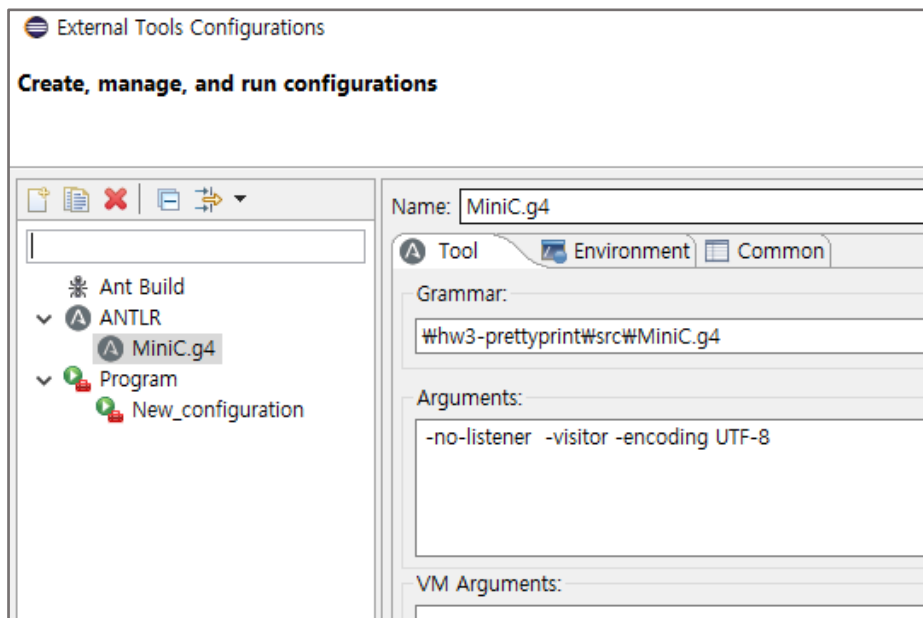 External Tools Configurations
Create, manage, and run configurations
Name: MiniC.g4
Tool Environment Common
Ant Build
ANTLR
MiniC.g4
Program
New_configuration
Grammar:
₩hw3-prettyprint₩src₩MiniC.g4
Arguments:
-no-listener  -visitor -encoding UTF-8
VM Arguments: